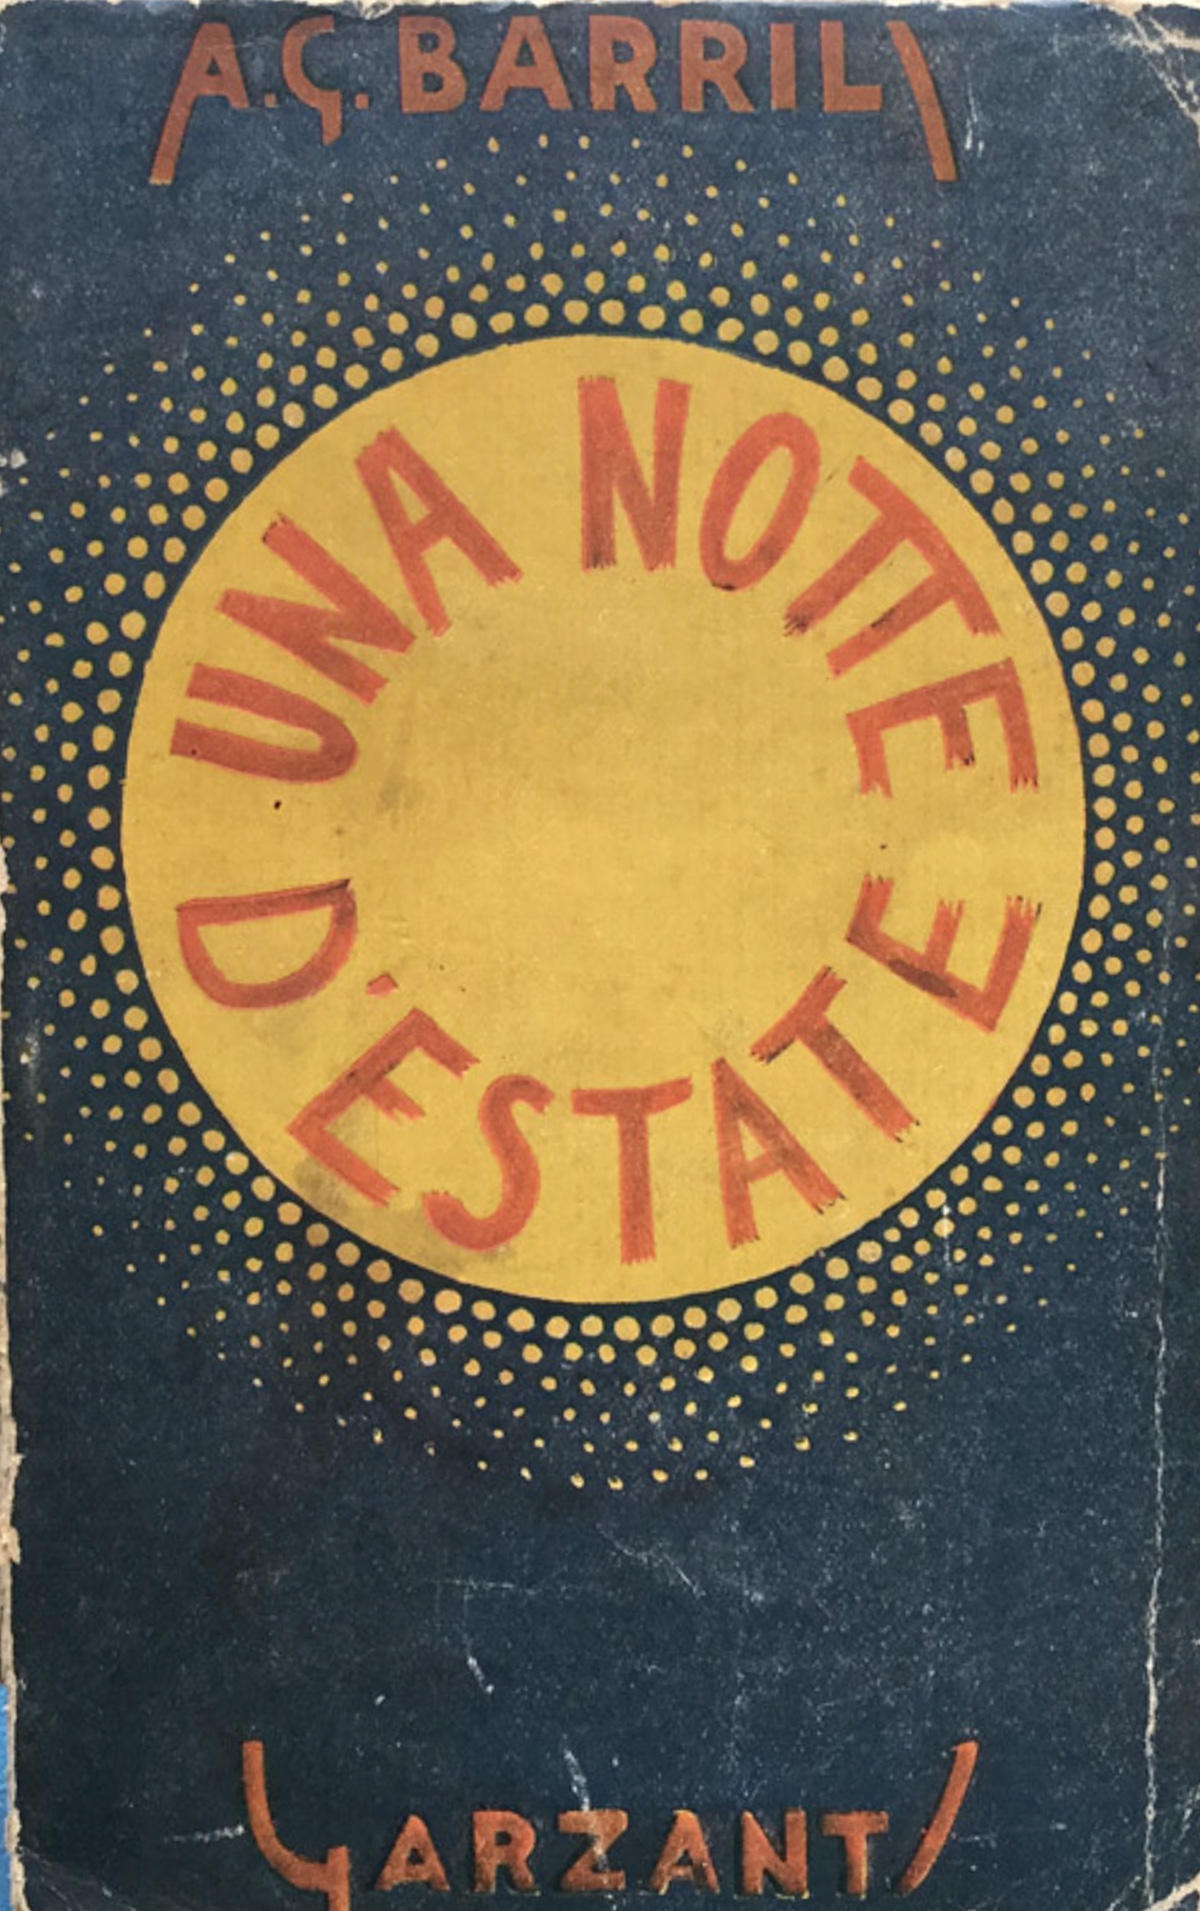 A.G. BARRILI
UNA NOTTE
D'ESTATE
GARZANTI